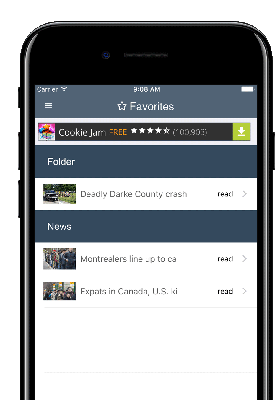 Carrier 9:08 AM
Favorites
Cookie Jam FREE (100,903)
Folder
Deadly Darke County crash read
News
Montrealers line up to ca read
Expats in Canada, U.S. ki read